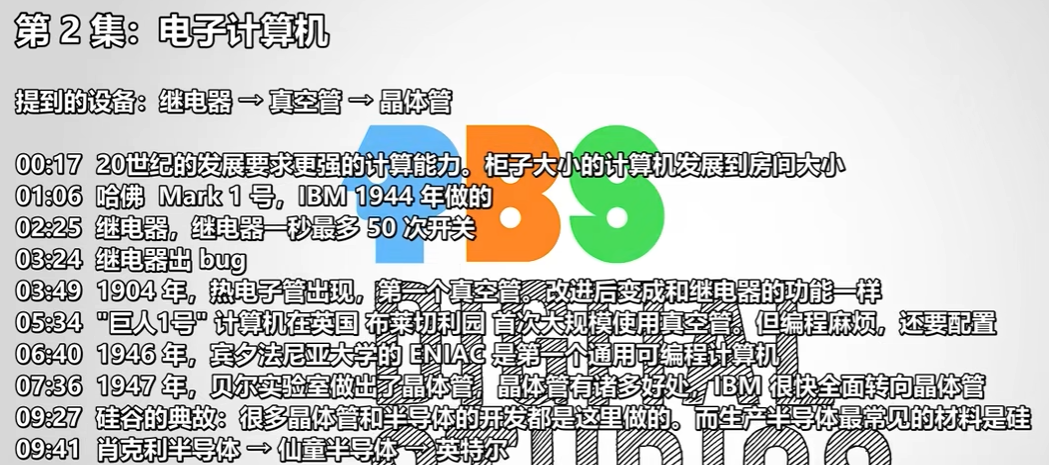 第 2 集：电子计算机
提到的设备：继电器 → 真空管 → 晶体管
00:17 20世纪的发展要求更强的计算能力。柜子大小的计算机发展到房间大小
01:06 哈佛 Mark 1 号，IBM 1944 年做的
02:25 继电器，继电器一秒最多 50 次开关
03:24 继电器出 bug
03:49 1904 年，热电子管出现，第一个真空管。改进后变成和继电器的功能一样
05:34 "巨人1号" 计算机在英国 布莱切利园 首次大规模使用真空管。但编程麻烦，还要配置
06:40 1946 年，宾夕法尼亚大学的 ENIAC 是第一个通用可编程计算机
07:36 1947 年，贝尔实验室做出了晶体管，晶体管有诸多好处，IBM 很快全面转向晶体管
09:27 硅谷的典故：很多晶体管和半导体的开发都是这里做的。而生产半导体最常见的材料是硅
09:41 肖克利半导体 → 仙童半导体 → 英特尔
PBS
DIGITAL
STUDIOS